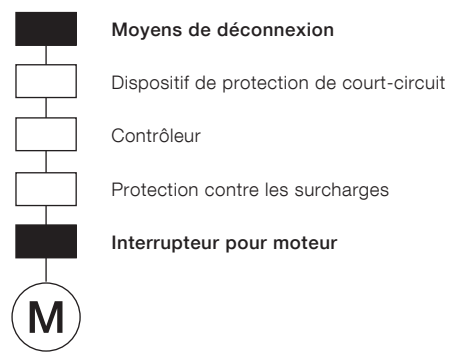 Moyens de déconnexion
Dispositif de protection de court-circuit
Contrôleur
Protection contre les surcharges
Interrupteur pour moteur
M